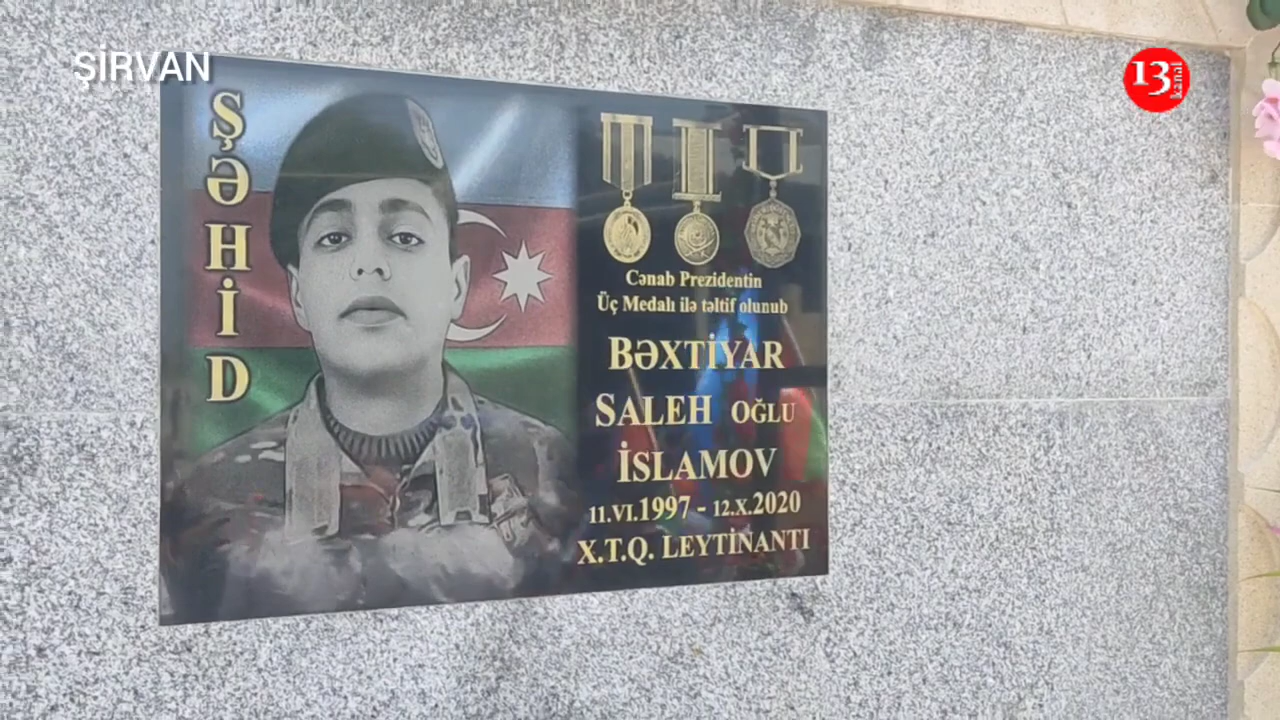 ŞİRVAN
13 kanal
ŞƏHİD
Cənab Prezidentin
Üç Medalı ilə təltif olunub
BƏXTİYAR
SALEH OĞLU
İSLAMOV
11.VI.1997 - 12.X.2020
X.T.Q. LEYTİNANTI